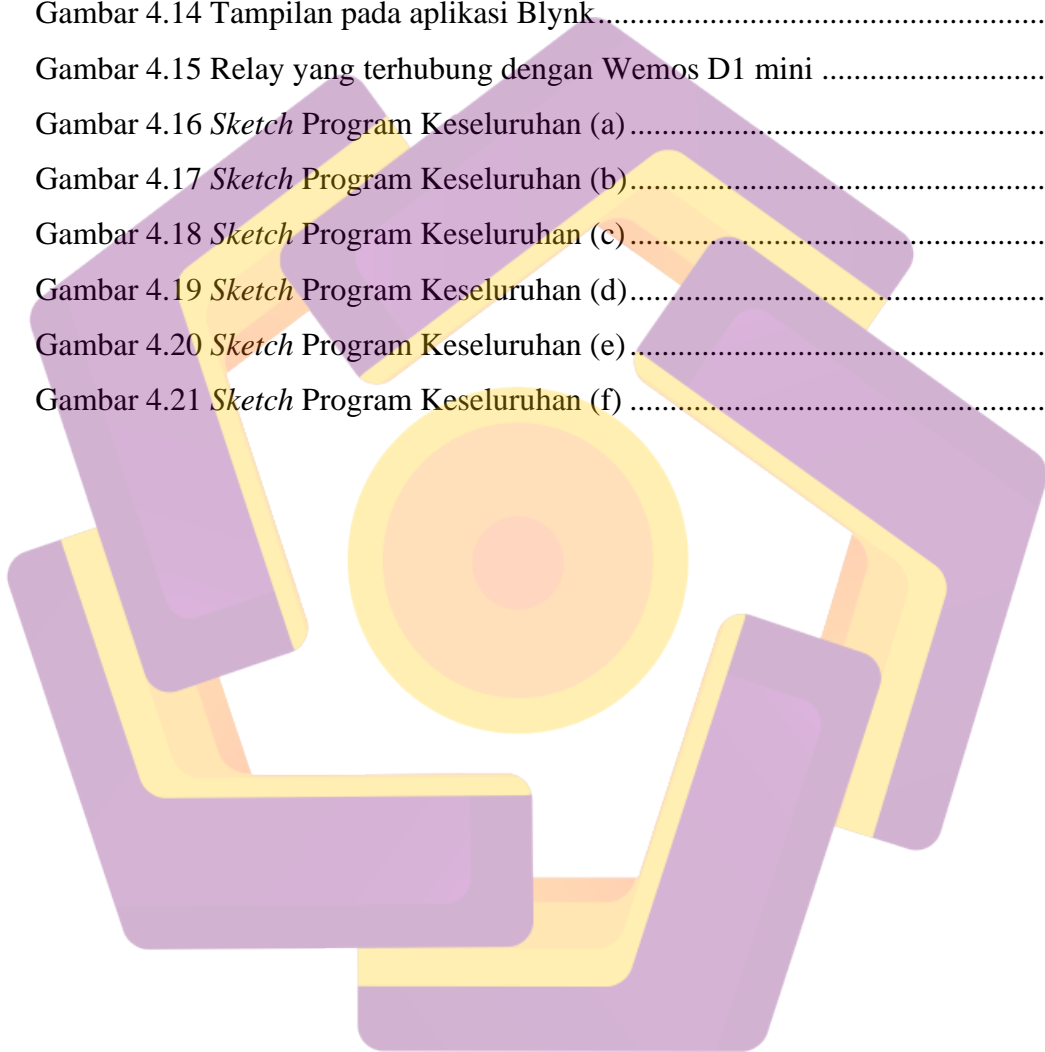 Gambar 4.14 Tampilan pada aplikasi Blynk......................................................
Gambar 4.15 Relay yang terhubung dengan Wemos D1 mini ...........................
Gambar 4.16 Sketch Program Keseluruhan (a)..................................................
Gambar 4.17 Sketch Program Keseluruhan (b)..................................................
Gambar 4.18 Sketch Program Keseluruhan (c)..................................................
Gambar 4.19 Sketch Program Keseluruhan (d)..................................................
Gambar 4.20 Sketch Program Keseluruhan (e)..................................................
Gambar 4.21 Sketch Program Keseluruhan (f) ..................................................